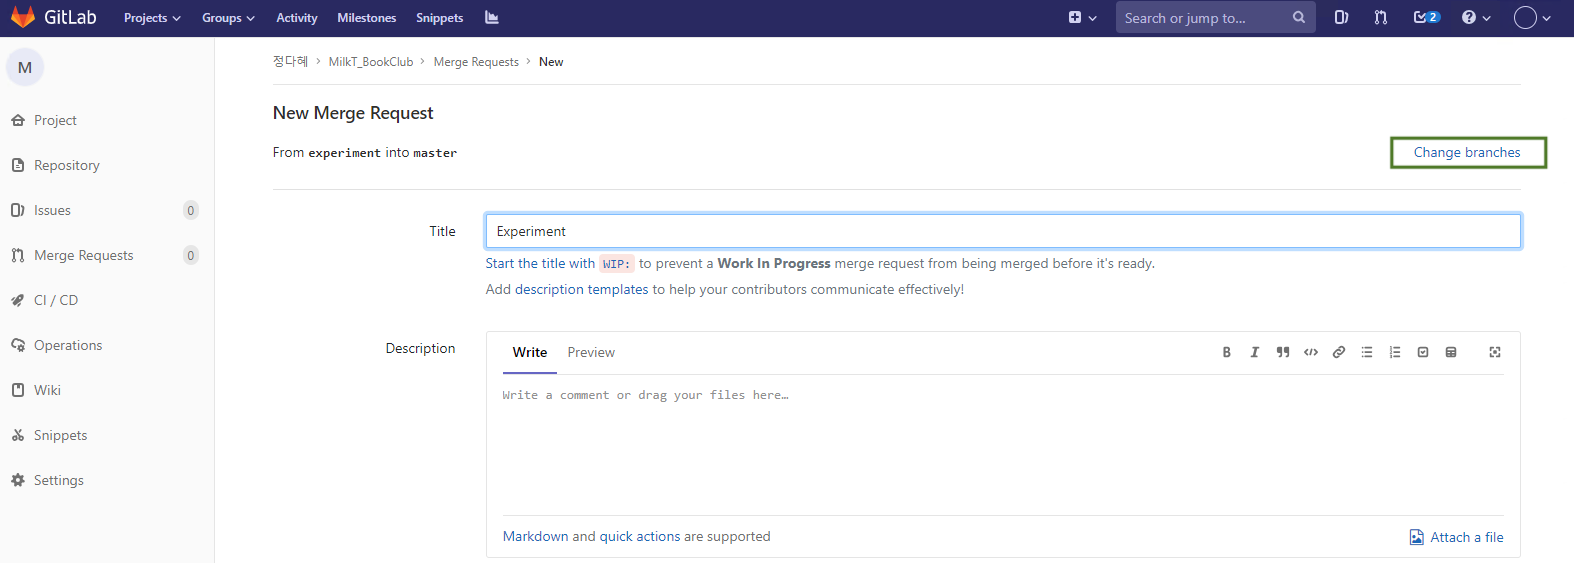 GitLab Projects Groups Activity Milestones Snippets Search or jump to... 2
M
정다혜 > MilkT_BookClub > Merge Requests > New
New Merge Request
Project
From experiment into master Change branches
Repository
Issues 0
Title Experiment
Merge Requests 0
Start the title with WIP: to prevent a Work In Progress merge request from being merged before it's ready.
Add description templates to help your contributors communicate effectively!
CI / CD
Operations
Description Write Preview
Wiki
Write a comment or drag your files here…
Snippets
Settings
Markdown and quick actions are supported Attach a file